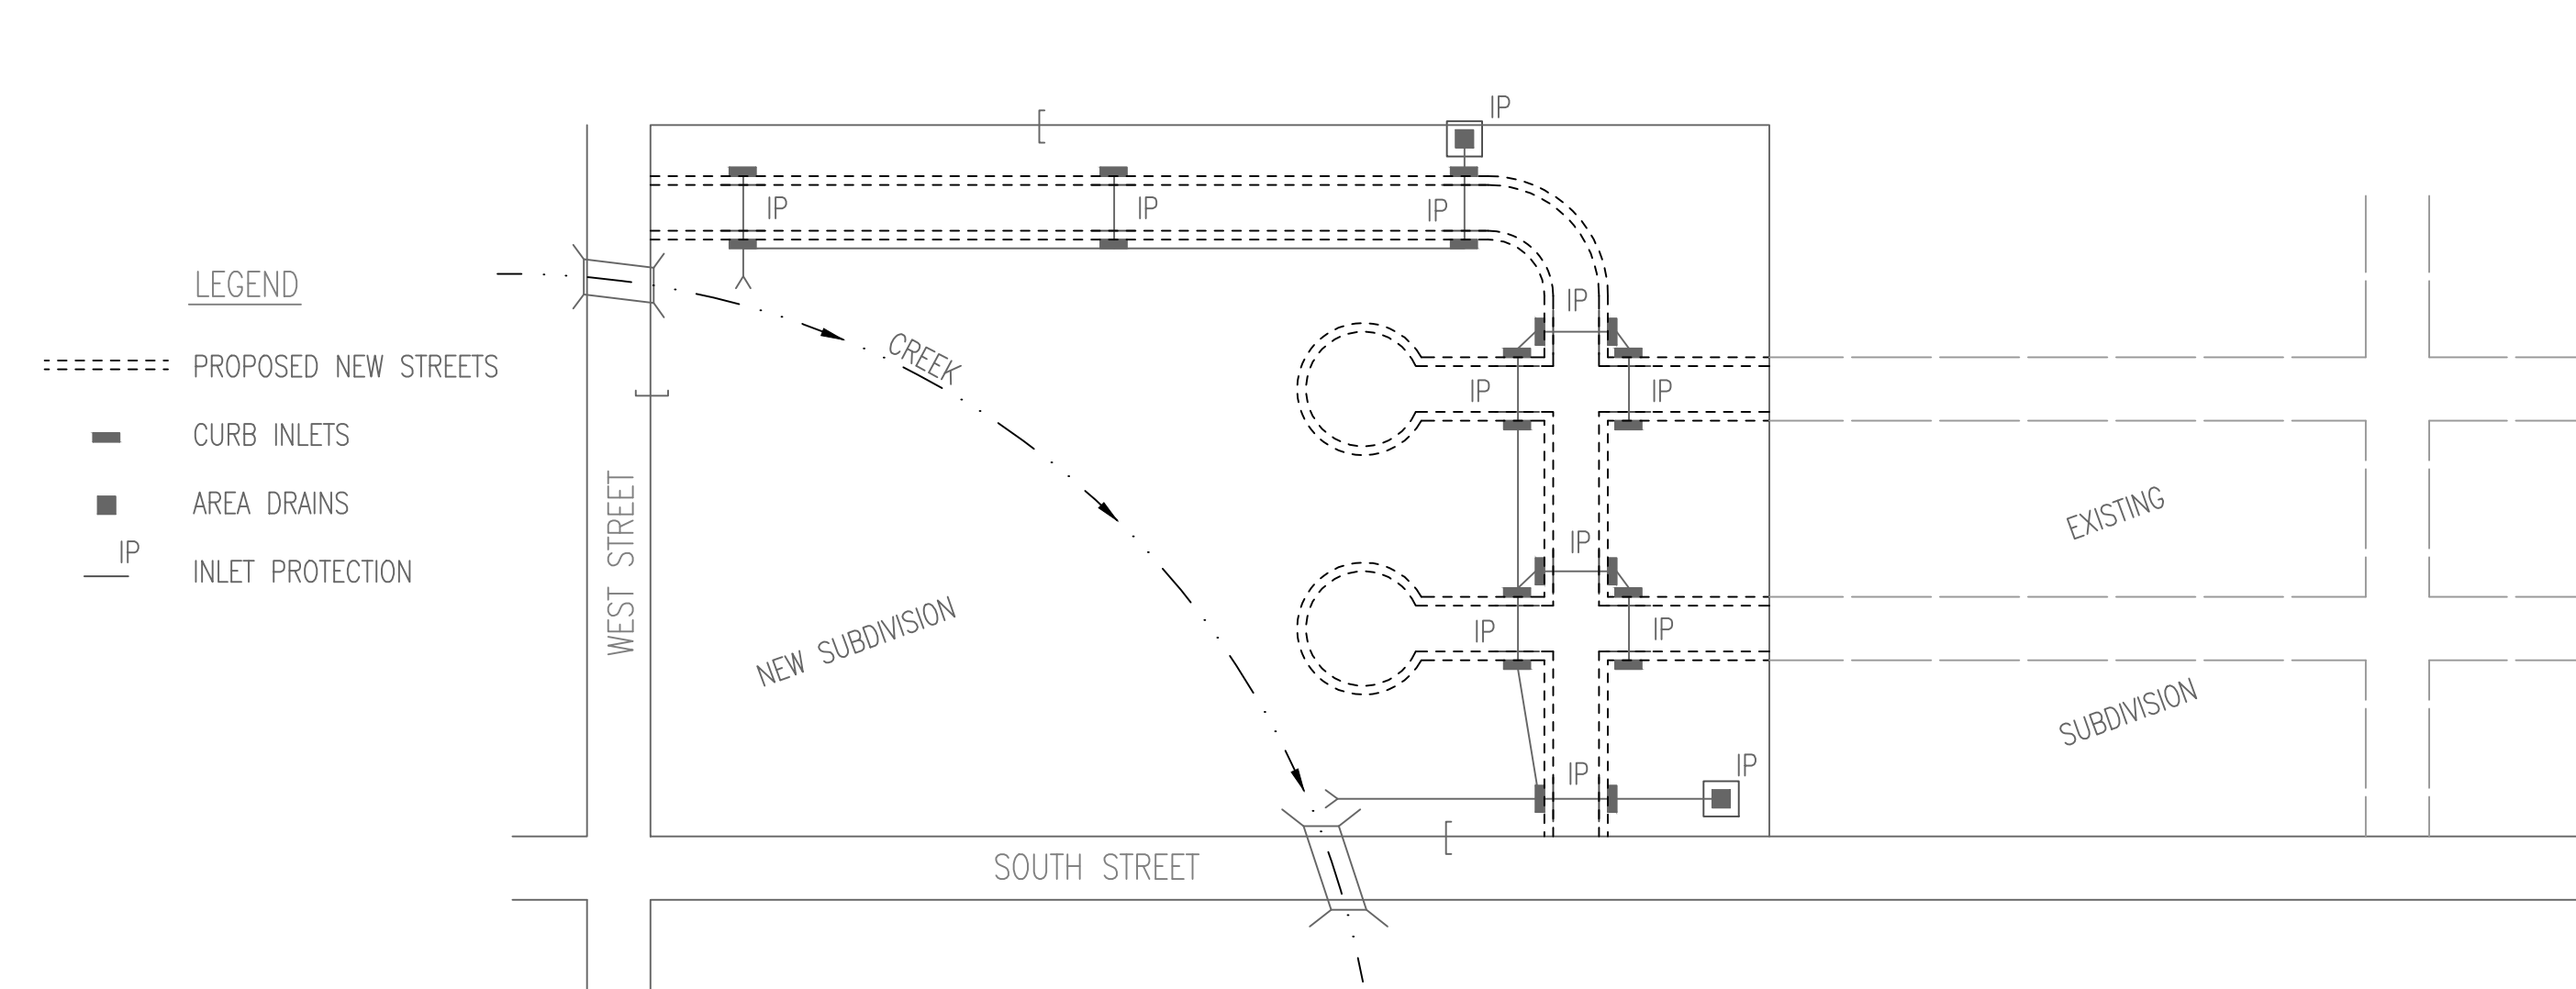 LEGEND
PROPOSED NEW STREETS
CURB INLETS
AREA DRAINS
IP
INLET PROTECTION
WEST STREET
IP
IP
IP
IP
CREEK
IP
IP
IP
NEW SUBDIVISION
IP
IP
IP
IP
IP
SOUTH STREET
EXISTING
SUBDIVISION